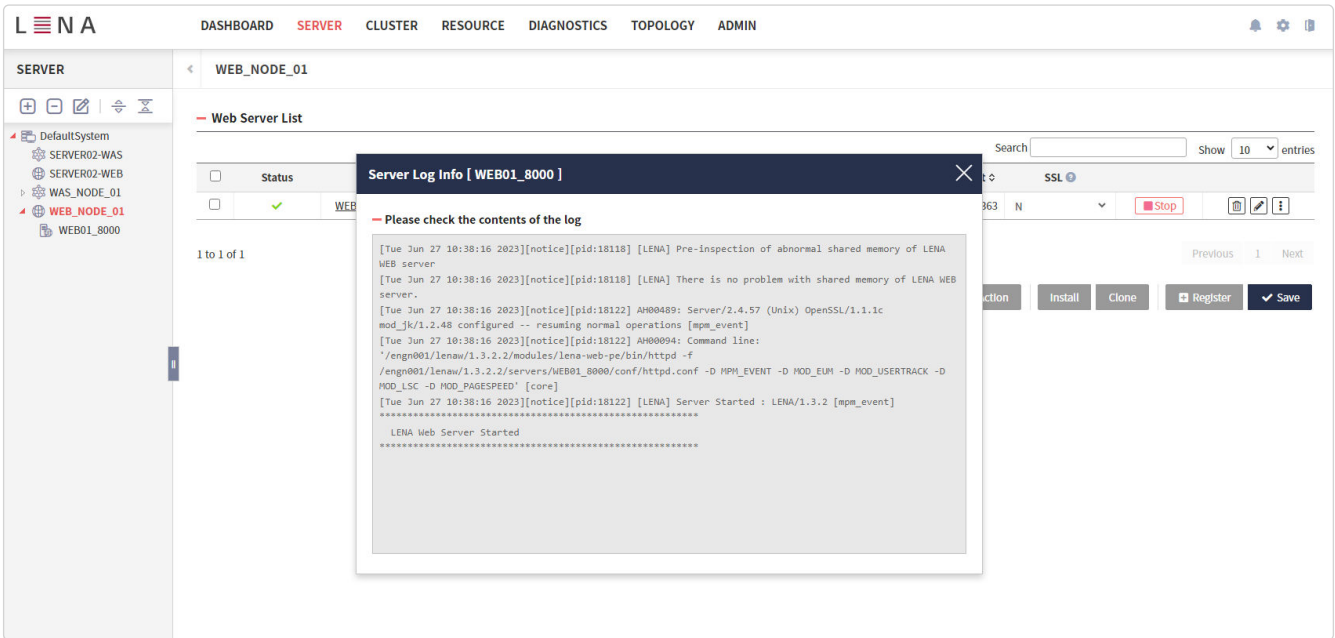 LENA
DASHBOARD SERVER CLUSTER RESOURCE DIAGNOSTICS TOPOLOGY ADMIN
SERVER
WEB_NODE_01
DefaultSystem
SERVER02-WAS
SERVER02-WEB
WAS_NODE_01
WEB_NODE_01
WEB01_8000
Web Server List
Search Show 10 entries
Status SSL
WEB 363 N Stop
1 to 1 of 1
Previous 1 Next
ction Install Clone Register Save
Server Log Info [ WEB01_8000 ]
Please check the contents of the log
[Tue Jun 27 10:38:16 2023][notice][pid:18118] [LENA] Pre-inspection of abnormal shared memory of LENA
WEB server
[Tue Jun 27 10:38:16 2023][notice][pid:18118] [LENA] There is no problem with shared memory of LENA WEB
server.
[Tue Jun 27 10:38:16 2023][notice][pid:18122] AH00489: Server/2.4.57 (Unix) OpenSSL/1.1.1c
mod_jk/1.2.48 configured -- resuming normal operations [mpm_event]
[Tue Jun 27 10:38:16 2023][notice][pid:18122] AH00094: Command line:
'/engn001/lenaw/1.3.2.2/modules/lena-web-pe/bin/httpd -f
/engn001/lenaw/1.3.2.2/servers/WEB01_8000/conf/httpd.conf -D MPM_EVENT -D MOD_EUM -D MOD_USERTRACK -D
MOD_LSC -D MOD_PAGESPEED' [core]
[Tue Jun 27 10:38:16 2023][notice][pid:18122] [LENA] Server Started : LENA/1.3.2 [mpm_event]
*********************************************************
LENA Web Server Started
*********************************************************